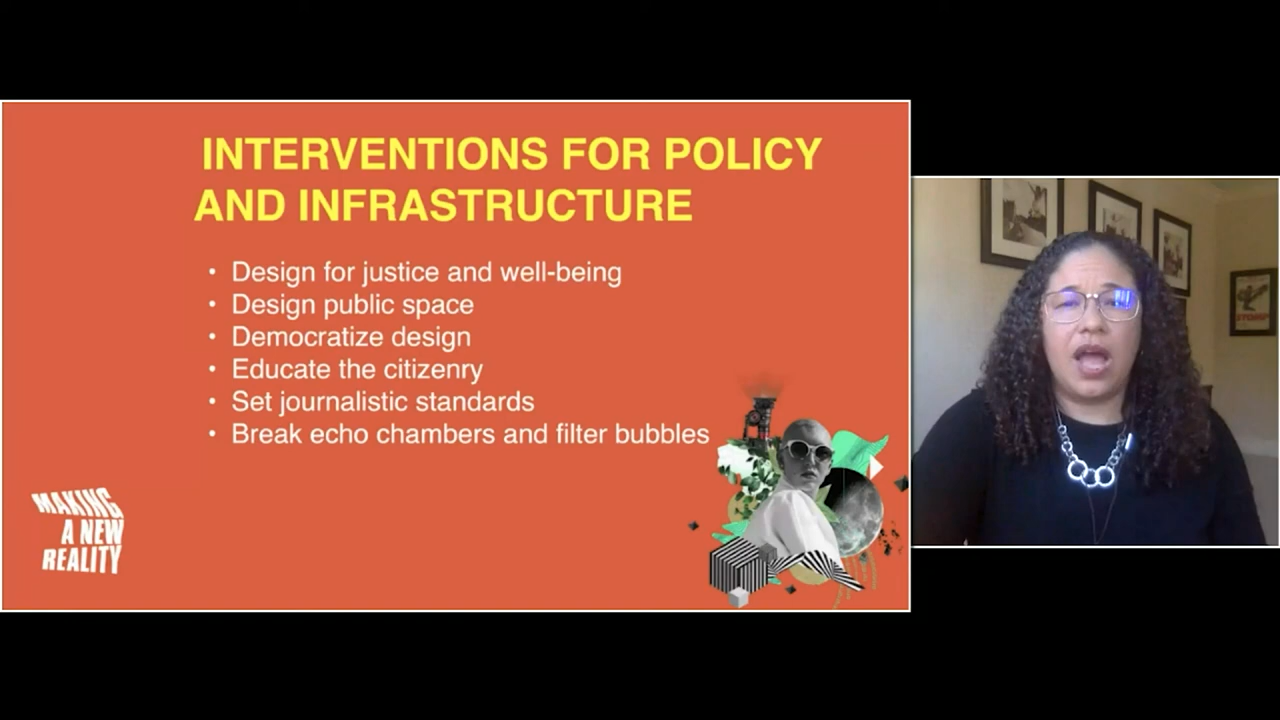 INTERVENTIONS FOR POLICY
AND INFRASTRUCTURE
• Design for justice and well-being
• Design public space
• Democratize design
• Educate the citizenry
• Set journalistic standards
• Break echo chambers and filter bubbles
MAKING
A NEW
REALITY
STOMP